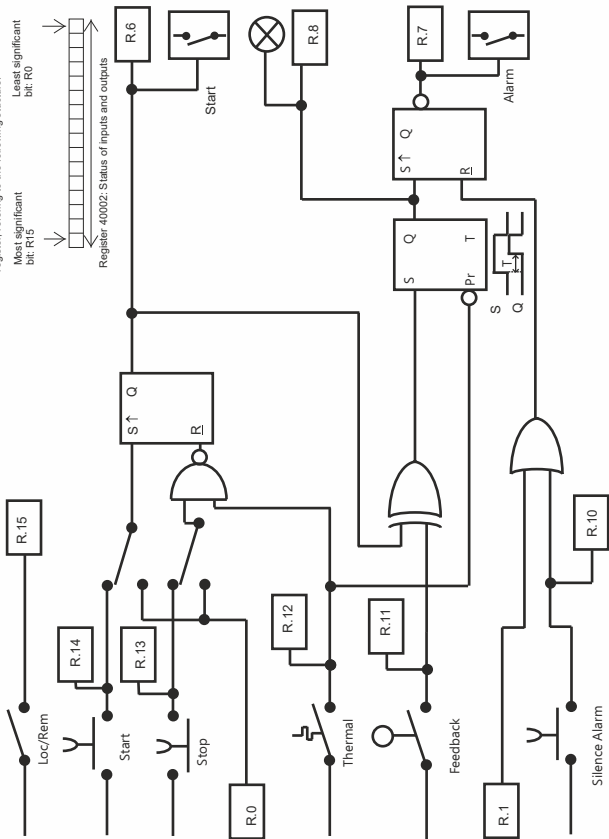 Most significant
bit: R15
Least significant
bit: R0
Register 40002: Status of inputs and outputs
Loc/Rem
R.15
R.14
Start
R.13
Stop
R.0
S ↑ Q
R
R.6
Start
R.12
Thermal
R.11
Feedback
S Q
Pr T
R.8
S ↑ Q
R
R.7
Alarm
S
Q
T
R.1
R.10
Silence Alarm